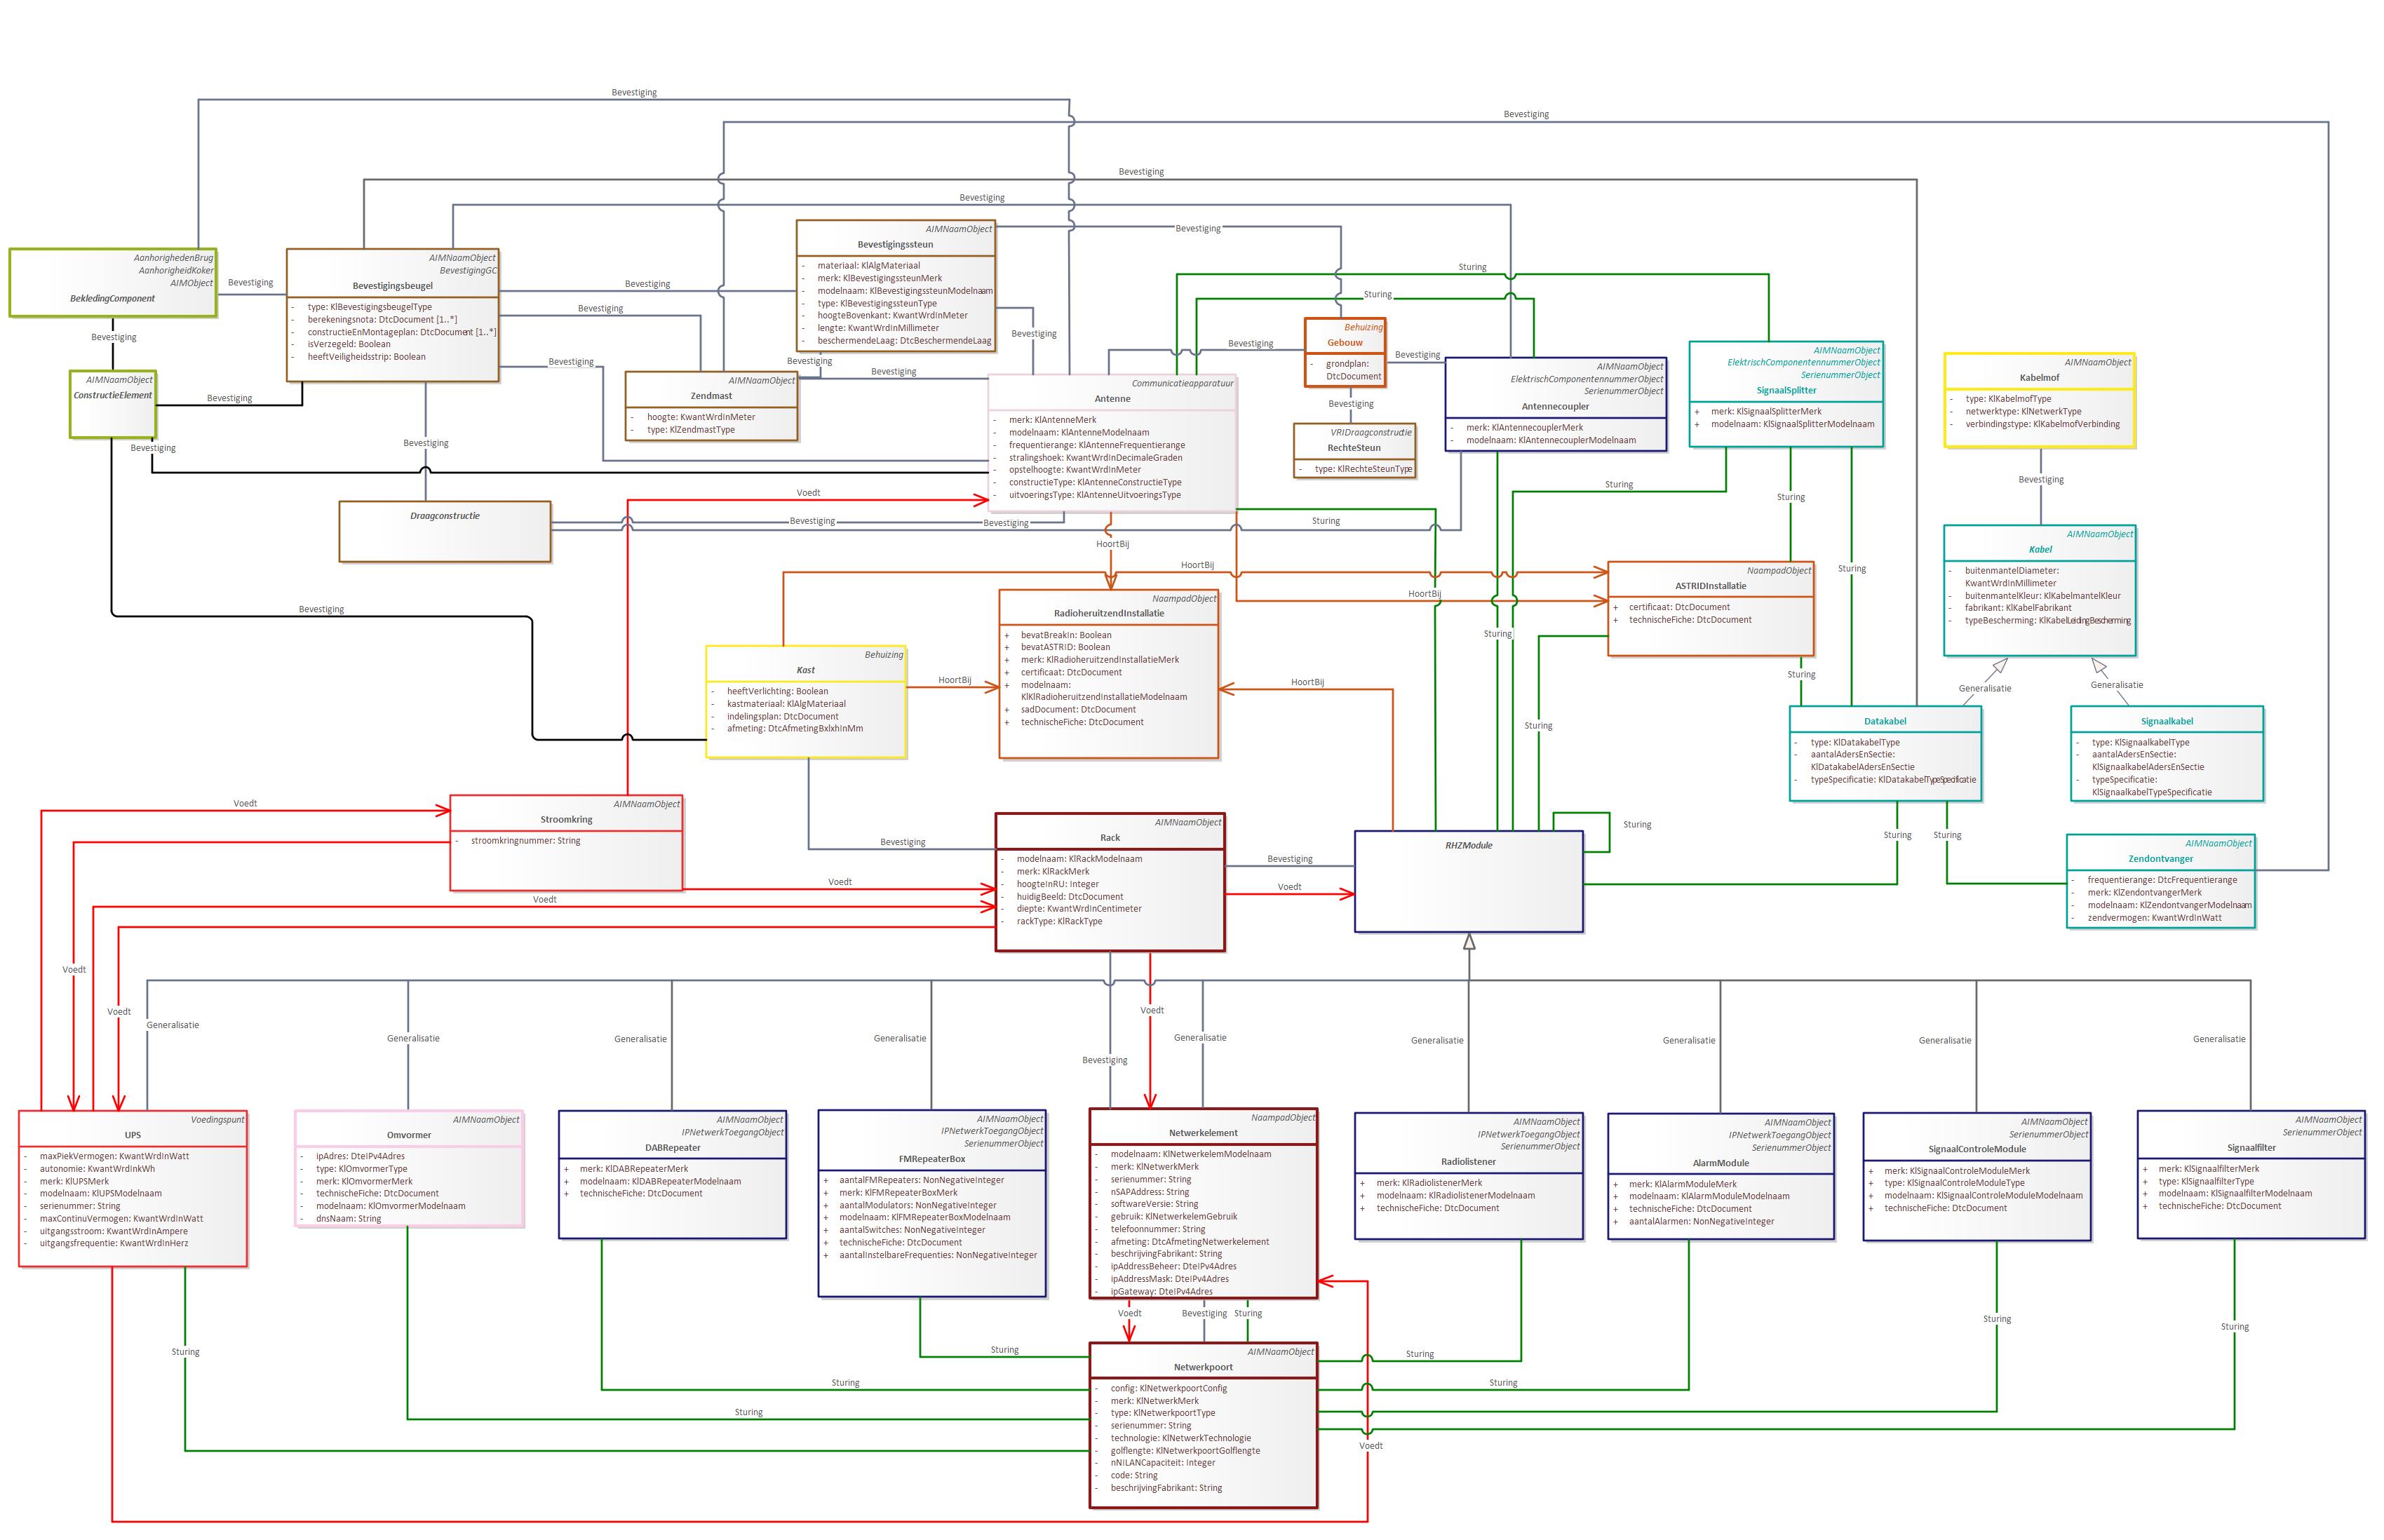 Bevestiging
Bevestiging
Bevestiging
Bevestiging
AIMNaamObject
Bevestigingssteun
- materiaal: KlAlgMateriaal
- merk: KlBevestigingssteunMerk
- modelnaam: KlBevestigingssteunModelnaam
- type: KlBevestigingssteunType
- hoogteBovenkant: KwantWrdInMeter
- lengte: KwantWrdInMillimeter
- beschermendeLaag: DtcBeschermendeLaag
Bevestiging
AanhorighedenBrug
AanhorigheidKoker
AIMObject
BekledingComponent
Bevestiging
AIMNaamObject
BevestigingGC
Bevestigingsbeugel
- type: KlBevestigingsbeugelType
- berekeningsnota: DtcDocument [1..*]
- constructieEnMontageplan: DtcDocument [1..*]
- isVerzegeld: Boolean
- heeftVeiligheidsstrip: Boolean
Bevestiging
Sturing
Sturing
Bevestiging
Bevestiging
Bevestiging
Bevestiging
Bevestiging
Bevestiging
Bevestiging
Behuizing
Gebouw
- grondplan:
DtcDocument
AIMNaamObject
ConstructieElement
Bevestiging
Bevestiging
Bevestiging
AIMNaamObject
Zendmast
- hoogte: KwantWrdInMeter
- type: KlZendmastType
Communicatieapparatuur
Antenne
- merk: KlAntenneMerk
- modelnaam: KlAntenneModelnaam
- frequentierange: KlAntenneFrequentierange
- stralingshoek: KwantWrdInDecimaleGraden
- opstelhoogte: KwantWrdInMeter
- constructieType: KlAntenneConstructieType
- uitvoeringsType: KlAntenneUitvoeringsType
Bevestiging
VRIDraagconstructie
RechteSteun
- type: KlRechteSteunType
AIMNaamObject
ElektrischComponentennummerObject
SerienummerObject
Antennecoupler
- merk: KlAntennecouplerMerk
- modelnaam: KlAntennecouplerModelnaam
AIMNaamObject
ElektrischComponentennummerObject
SerienummerObject
SignaalSplitter
+ merk: KlSignaalSplitterMerk
+ modelnaam: KlSignaalSplitterModelnaam
AIMNaamObject
Kabelmof
- type: KlKabelmofType
- netwerktype: KlNetwerkType
- verbindingstype: KlKabelmofVerbinding
Bevestiging
Draagconstructie
Voedt
Bevestiging
Bevestiging
Sturing
Sturing
Sturing
Sturing
HoortBij
HoortBij
HoortBij
AIMNaamObject
Kabel
- buitenmantelDiameter:
KwantWrdInMillimeter
- buitenmantelKleur: KlKabelmantelKleur
- fabrikant: KlKabelFabrikant
- typeBescherming: KlKabelLeidingBescherming
NaampadObject
ASTRIDInstallatie
+ certificaat: DtcDocument
+ technischeFiche: DtcDocument
Bevestiging
NaampadObject
RadioheruitzendInstallatie
+ bevatBreakIn: Boolean
+ bevatASTRID: Boolean
+ merk: KlRadioheruitzendInstallatieMerk
+ certificaat: DtcDocument
+ modelnaam:
KlKlRadioheruitzendInstallatieModelnaam
+ sadDocument: DtcDocument
+ technischeFiche: DtcDocument
Sturing
Behuizing
Kast
- heeftVerlichting: Boolean
- kastmateriaal: KlAlgMateriaal
- indelingsplan: DtcDocument
- afmeting: DtcAfmetingBxlxhInMm
HoortBij
HoortBij
Sturing
Sturing
Generalisatie
Generalisatie
Datakabel
- type: KlDatakabelType
- aantalAdersEnSectie:
KlDatakabelAdersEnSectie
- typeSpecificatie: KlDatakabelTypeSpecificatie
Signaalkabel
- type: KlSignaalkabelType
- aantalAdersEnSectie:
KlSignaalkabelAdersEnSectie
- typeSpecificatie:
KlSignaalkabelTypeSpecificatie
Voedt
AIMNaamObject
Stroomkring
- stroomkringnummer: String
Bevestiging
AIMNaamObject
Rack
- modelnaam: KlRackModelnaam
- merk: KlRackMerk
- hoogteInRU: Integer
- huidigBeeld: DtcDocument
- diepte: KwantWrdInCentimeter
- rackType: KlRackType
Bevestiging
Voedt
RHZModule
Sturing
Sturing
Sturing
AIMNaamObject
Zendontvanger
- frequentierange: DtcFrequentierange
- merk: KlZendontvangerMerk
- modelnaam: KlZendontvangerModelnaam
- zendvermogen: KwantWrdInWatt
Voedt
Voedt
Voedt
Voedt
Voedt
Generalisatie
Generalisatie
Generalisatie
Generalisatie
Bevestiging
Generalisatie
Generalisatie
Generalisatie
Generalisatie
Generalisatie
Voedingspunt
UPS
- maxPiekVermogen: KwantWrdInWatt
- autonomie: KwantWrdInkWh
- merk: KlUPSMerk
- modelnaam: KlUPSModelnaam
- serienummer: String
- maxContinuVermogen: KwantWrdInWatt
- uitgangsstroom: KwantWrdInAmpere
- uitgangsfrequentie: KwantWrdInHerz
AIMNaamObject
Omvormer
- ipAdres: DteIPv4Adres
- type: KlOmvormerType
- merk: KlOmvormerMerk
- technischeFiche: DtcDocument
- modelnaam: KlOmvormerModelnaam
- dnsNaam: String
AIMNaamObject
IPNetwerkToegangObject
DABRepeater
+ merk: KlDABRepeaterMerk
+ modelnaam: KlDABRepeaterModelnaam
+ technischeFiche: DtcDocument
AIMNaamObject
IPNetwerkToegangObject
SerienummerObject
FMRepeaterBox
+ aantalFMRepeaters: NonNegativeInteger
+ merk: KlFMRepeaterBoxMerk
+ aantalModulators: NonNegativeInteger
+ modelnaam: KlFMRepeaterBoxModelnaam
+ aantalSwitches: NonNegativeInteger
+ technischeFiche: DtcDocument
+ aantalInstelbareFrequenties: NonNegativeInteger
NaampadObject
Netwerkelement
- modelnaam: KlNetwerkelemModelnaam
- merk: KlNetwerkMerk
- serienummer: String
- nSAPAddress: String
- softwareVersie: String
- gebruik: KlNetwerkelemGebruik
- telefoonnummer: String
- afmeting: DtcAfmetingNetwerkelement
- beschrijvingFabrikant: String
- ipAddressBeheer: DteIPv4Adres
- ipAddressMask: DteIPv4Adres
- ipGateway: DteIPv4Adres
AIMNaamObject
IPNetwerkToegangObject
SerienummerObject
Radiolistener
+ merk: KlRadiolistenerMerk
+ modelnaam: KlRadiolistenerModelnaam
+ technischeFiche: DtcDocument
AIMNaamObject
IPNetwerkToegangObject
SerienummerObject
AlarmModule
+ merk: KlAlarmModuleMerk
+ modelnaam: KlAlarmModuleModelnaam
+ technischeFiche: DtcDocument
+ aantalAlarmen: NonNegativeInteger
AIMNaamObject
SerienummerObject
SignaalControleModule
+ merk: KlSignaalControleModuleMerk
+ type: KlSignaalControleModuleType
+ modelnaam: KlSignaalControleModuleModelnaam
+ technischeFiche: DtcDocument
AIMNaamObject
SerienummerObject
Signaalfilter
+ merk: KlSignaalfilterMerk
+ type: KlSignaalfilterType
+ modelnaam: KlSignaalfilterModelnaam
+ technischeFiche: DtcDocument
Voedt
Bevestiging
Sturing
Sturing
Sturing
Sturing
Sturing
Sturing
Sturing
Sturing
Sturing
AIMNaamObject
Netwerkpoort
- config: KlNetwerkpoortConfig
- merk: KlNetwerkMerk
- type: KlNetwerkpoortType
- serienummer: String
- technologie: KlNetwerkTechnologie
- golflengte: KlNetwerkpoortGolflengte
- nNILANCapaciteit: Integer
- code: String
- beschrijvingFabrikant: String
Voedt